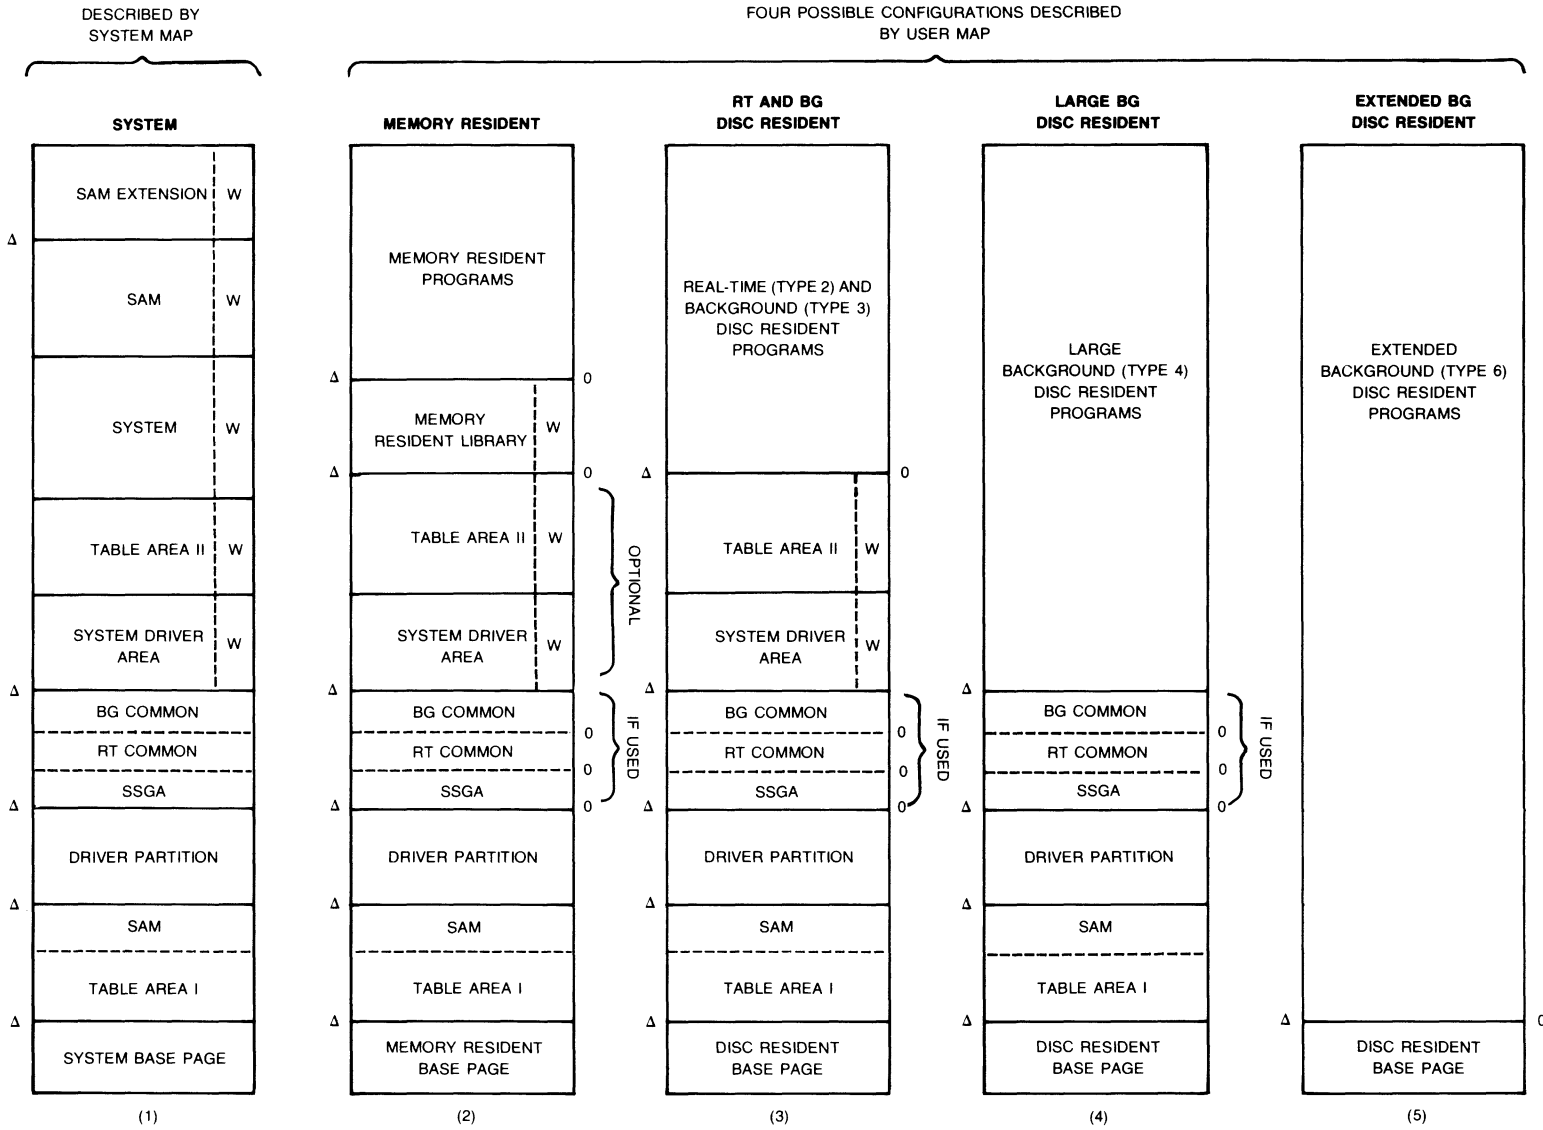 DESCRIBED BY
SYSTEM MAP
FOUR POSSIBLE CONFIGURATIONS DESCRIBED
BY USER MAP
SYSTEM
SAM EXTENSION W
Δ
SAM W
SYSTEM W
TABLE AREA II W
SYSTEM DRIVER
AREA
W
Δ
BG COMMON
RT COMMON
SSGA
Δ
DRIVER PARTITION
Δ
SAM
TABLE AREA I
Δ
SYSTEM BASE PAGE
(1)
MEMORY RESIDENT
MEMORY RESIDENT
PROGRAMS
Δ 0
MEMORY
RESIDENT LIBRARY
W
Δ 0
TABLE AREA II W
SYSTEM DRIVER
AREA
W
OPTIONAL
Δ
BG COMMON
0
RT COMMON
0
SSGA
Δ 0
IF USED
DRIVER PARTITION
Δ
SAM
TABLE AREA I
Δ
MEMORY RESIDENT
BASE PAGE
(2)
RT AND BG
DISC RESIDENT
REAL-TIME (TYPE 2) AND
BACKGROUND (TYPE 3)
DISC RESIDENT
PROGRAMS
Δ 0
TABLE AREA II W
SYSTEM DRIVER
AREA
W
Δ
BG COMMON
0
RT COMMON
0
SSGA
Δ 0
IF USED
DRIVER PARTITION
Δ
SAM
TABLE AREA I
Δ
DISC RESIDENT
BASE PAGE
(3)
LARGE BG
DISC RESIDENT
LARGE
BACKGROUND (TYPE 4)
DISC RESIDENT
PROGRAMS
Δ
BG COMMON
0
RT COMMON
0
SSGA
Δ 0
IF USED
DRIVER PARTITION
Δ
SAM
TABLE AREA I
Δ
DISC RESIDENT
BASE PAGE
(4)
EXTENDED BG
DISC RESIDENT
EXTENDED
BACKGROUND (TYPE 6)
DISC RESIDENT
PROGRAMS
Δ 0
DISC RESIDENT
BASE PAGE
(5)